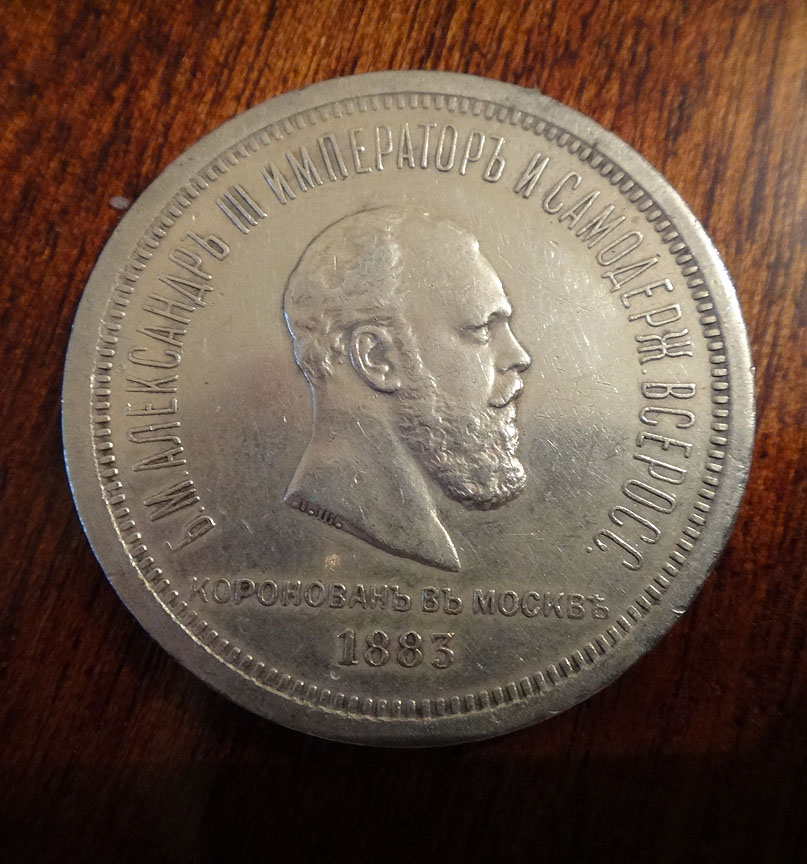 Б. М. АЛЕКСАНДРЪ III ИМПЕРАТОРЪ И САМОДЕРЖ. ВСЕРОСС.
КОРОНОВАНЪ ВЪ МОСКВѢ
1883